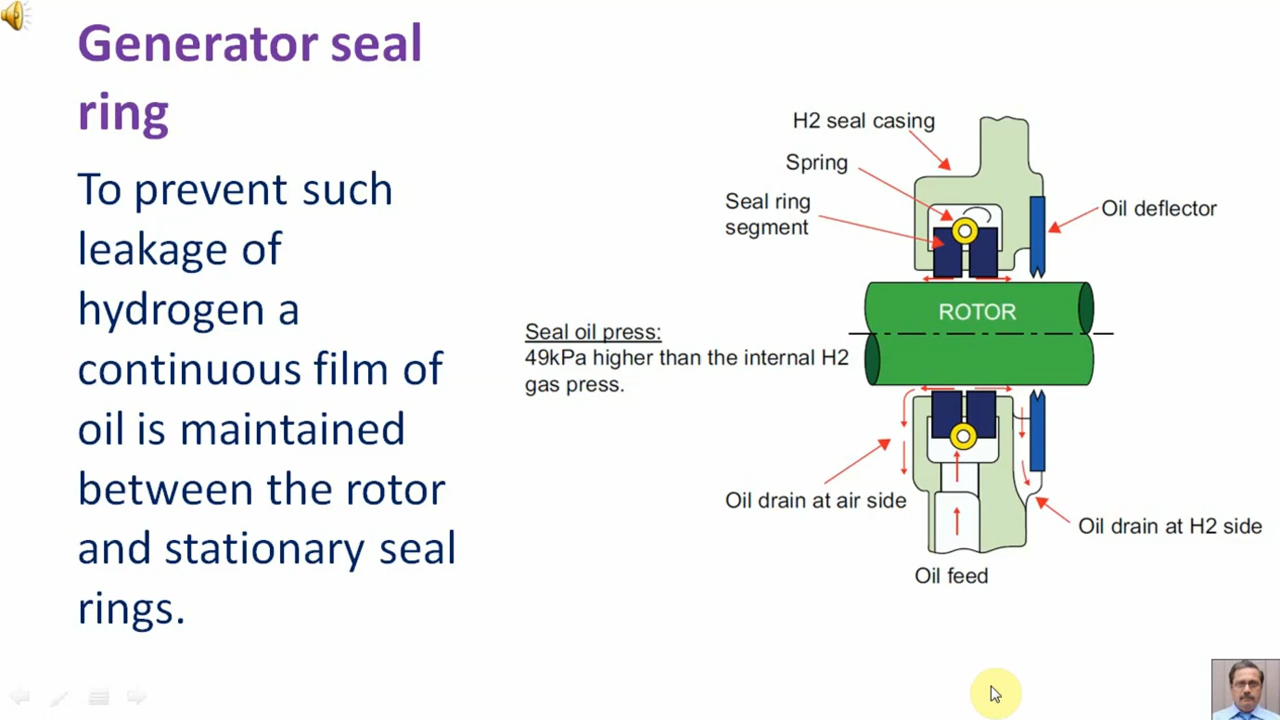 Generator seal
ring
To prevent such
leakage of
hydrogen a
continuous film of
oil is maintained
between the rotor
and stationary seal
rings.
H2 seal casing
Spring
Seal ring
segment
Oil deflector
ROTOR
Seal oil press:
49kPa higher than the internal H2
gas press.
Oil drain at air side
Oil drain at H2 side
Oil feed